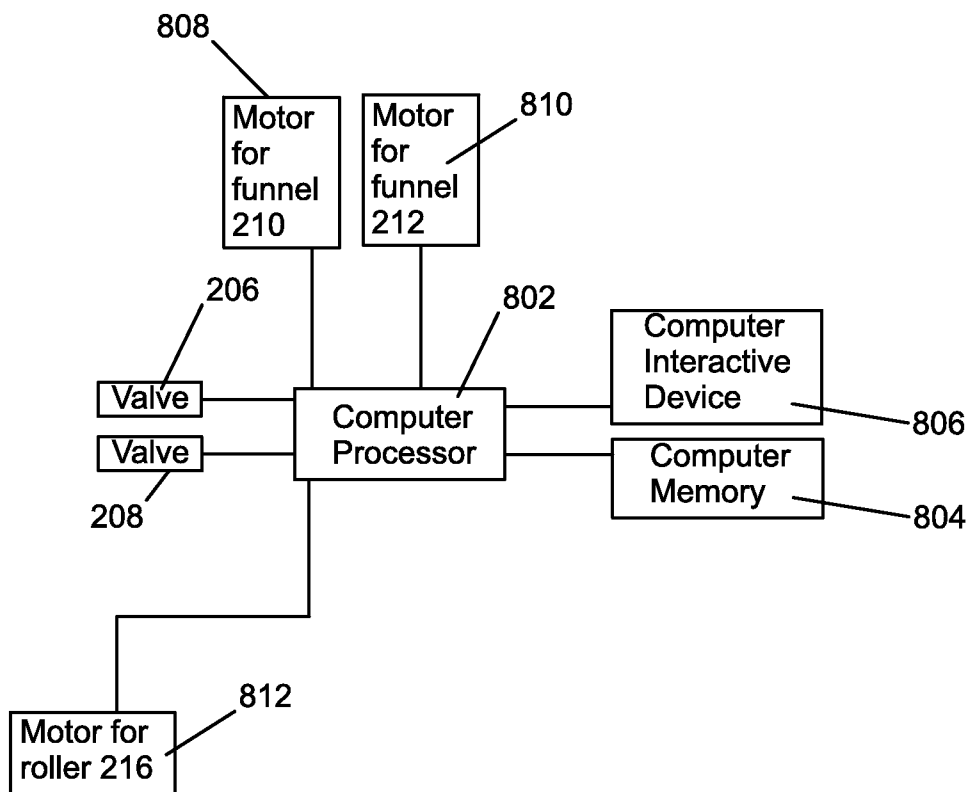 808
Motor
for
funnel
210
Motor
for
funnel
212
810
206
Valve
Valve
208
802
Computer
Processor
Computer
Interactive
Device
806
Computer
Memory
804
812
Motor for
roller 216